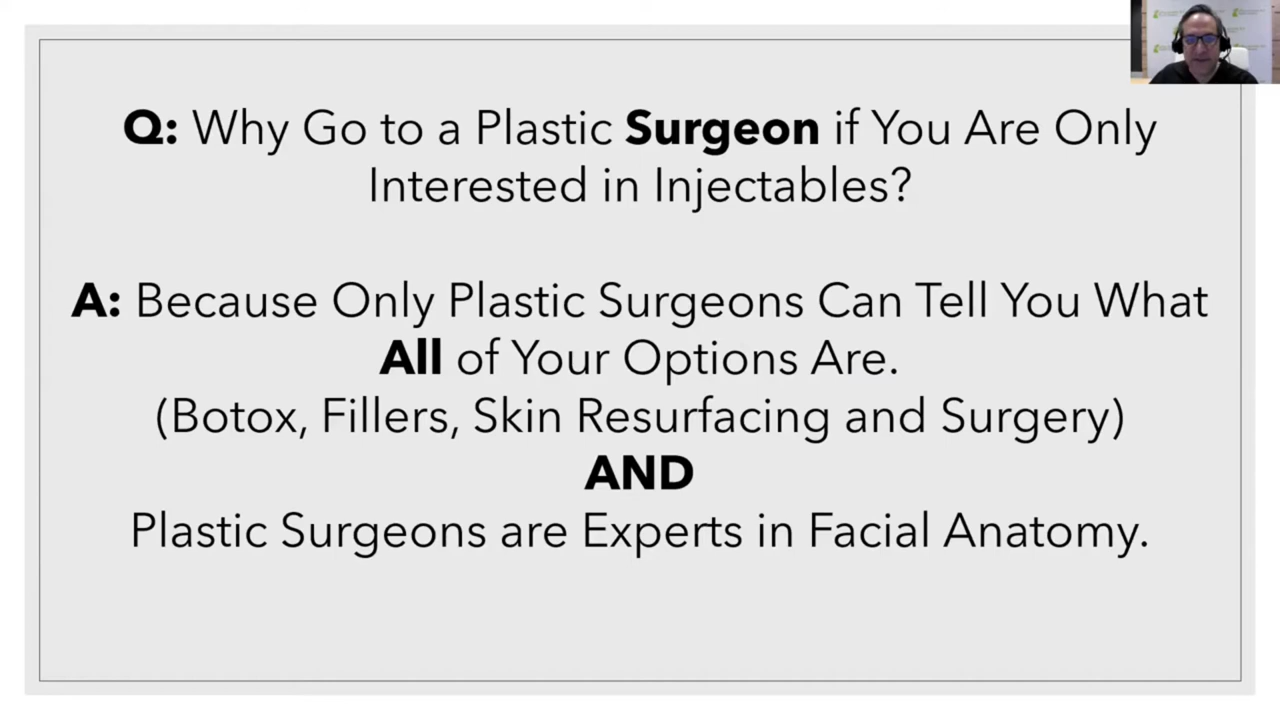 Q: Why Go to a Plastic Surgeon if You Are Only
Interested in Injectables?
A: Because Only Plastic Surgeons Can Tell You What
All of Your Options Are.
(Botox, Fillers, Skin Resurfacing and Surgery)
AND
Plastic Surgeons are Experts in Facial Anatomy.